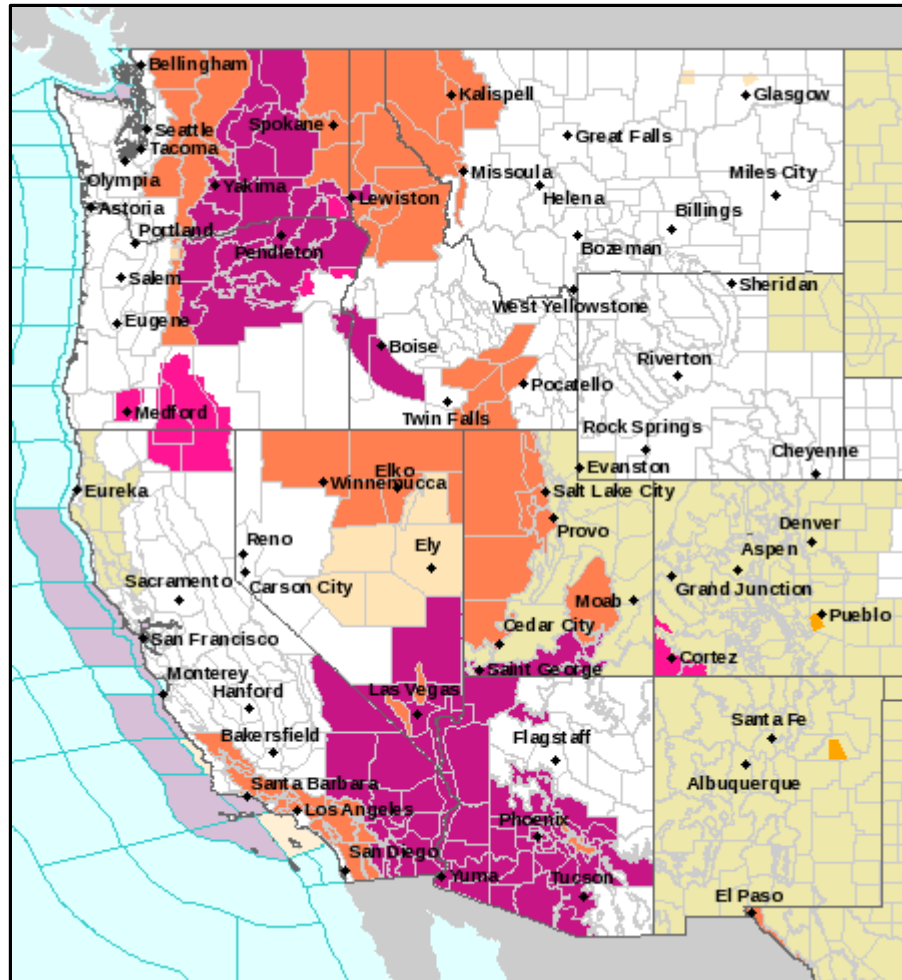 Bellingham
Kalispell
Glasgow
Seattle
Spokane
Great Falls
Tacoma
Olympia
Missoula
Miles City
Yakima
Lewiston
Helena
Astoria
Billings
Portland
Pendleton
Bozeman
Salem
Sheridan
West Yellowstone
Eugene
Boise
Riverton
Pocatello
Medford
Twin Falls
Rock Springs
Cheyenne
Evanston
Elko
Winnemucca
Eureka
Salt Lake City
Provo
Denver
Reno
Ely
Aspen
Carson City
Grand Junction
Sacramento
Moab
Pueblo
Cedar City
San Francisco
Cortez
Saint George
Monterey
Hanford
Las Vegas
Santa Fe
Bakersfield
Flagstaff
Albuquerque
Santa Barbara
Los Angeles
Phoenix
San Diego
Yuma
Tucson
El Paso